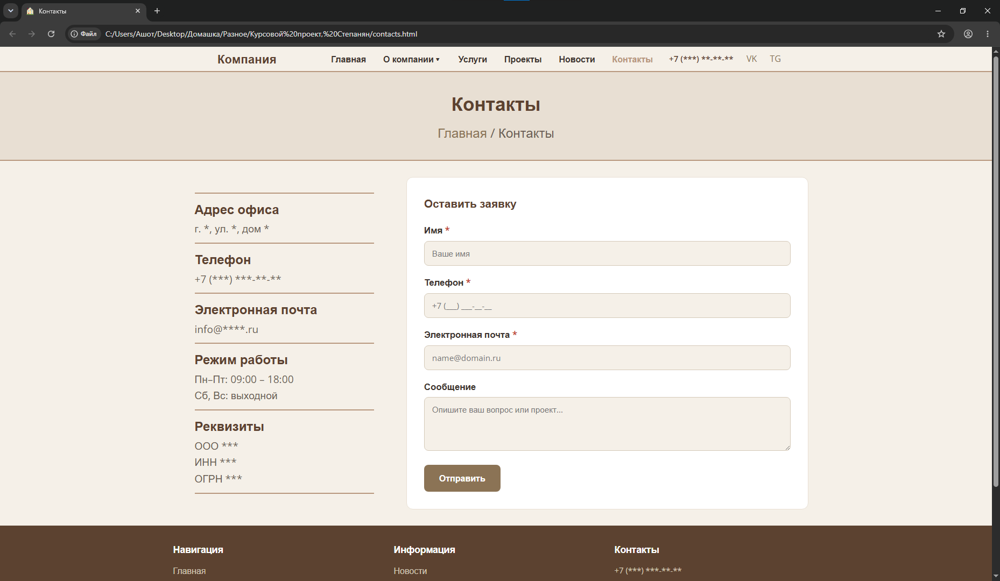 Контакты
Файл
C:/Users/Ашот/Desktop/Домашка/Разное/Курсовой%20проект,%20Степанян/contacts.html
Компания
Главная
О компании ▾
Услуги
Проекты
Новости
Контакты
+7 (***) **-**-**
VK
TG
Контакты
Главная / Контакты
Адрес офиса
г. *, ул. *, дом *
Телефон
+7 (***) ***-**-**
Электронная почта
info@****.ru
Режим работы
Пн–Пт: 09:00 – 18:00
Сб, Вс: выходной
Реквизиты
ООО ***
ИНН ***
ОГРН ***
Оставить заявку
Имя *
Ваше имя
Телефон *
+7 (___) ___-__-__
Электронная почта *
name@domain.ru
Сообщение
Опишите ваш вопрос или проект...
Отправить
Навигация
Главная
Информация
Новости
Контакты
+7 (***) ***-**-**